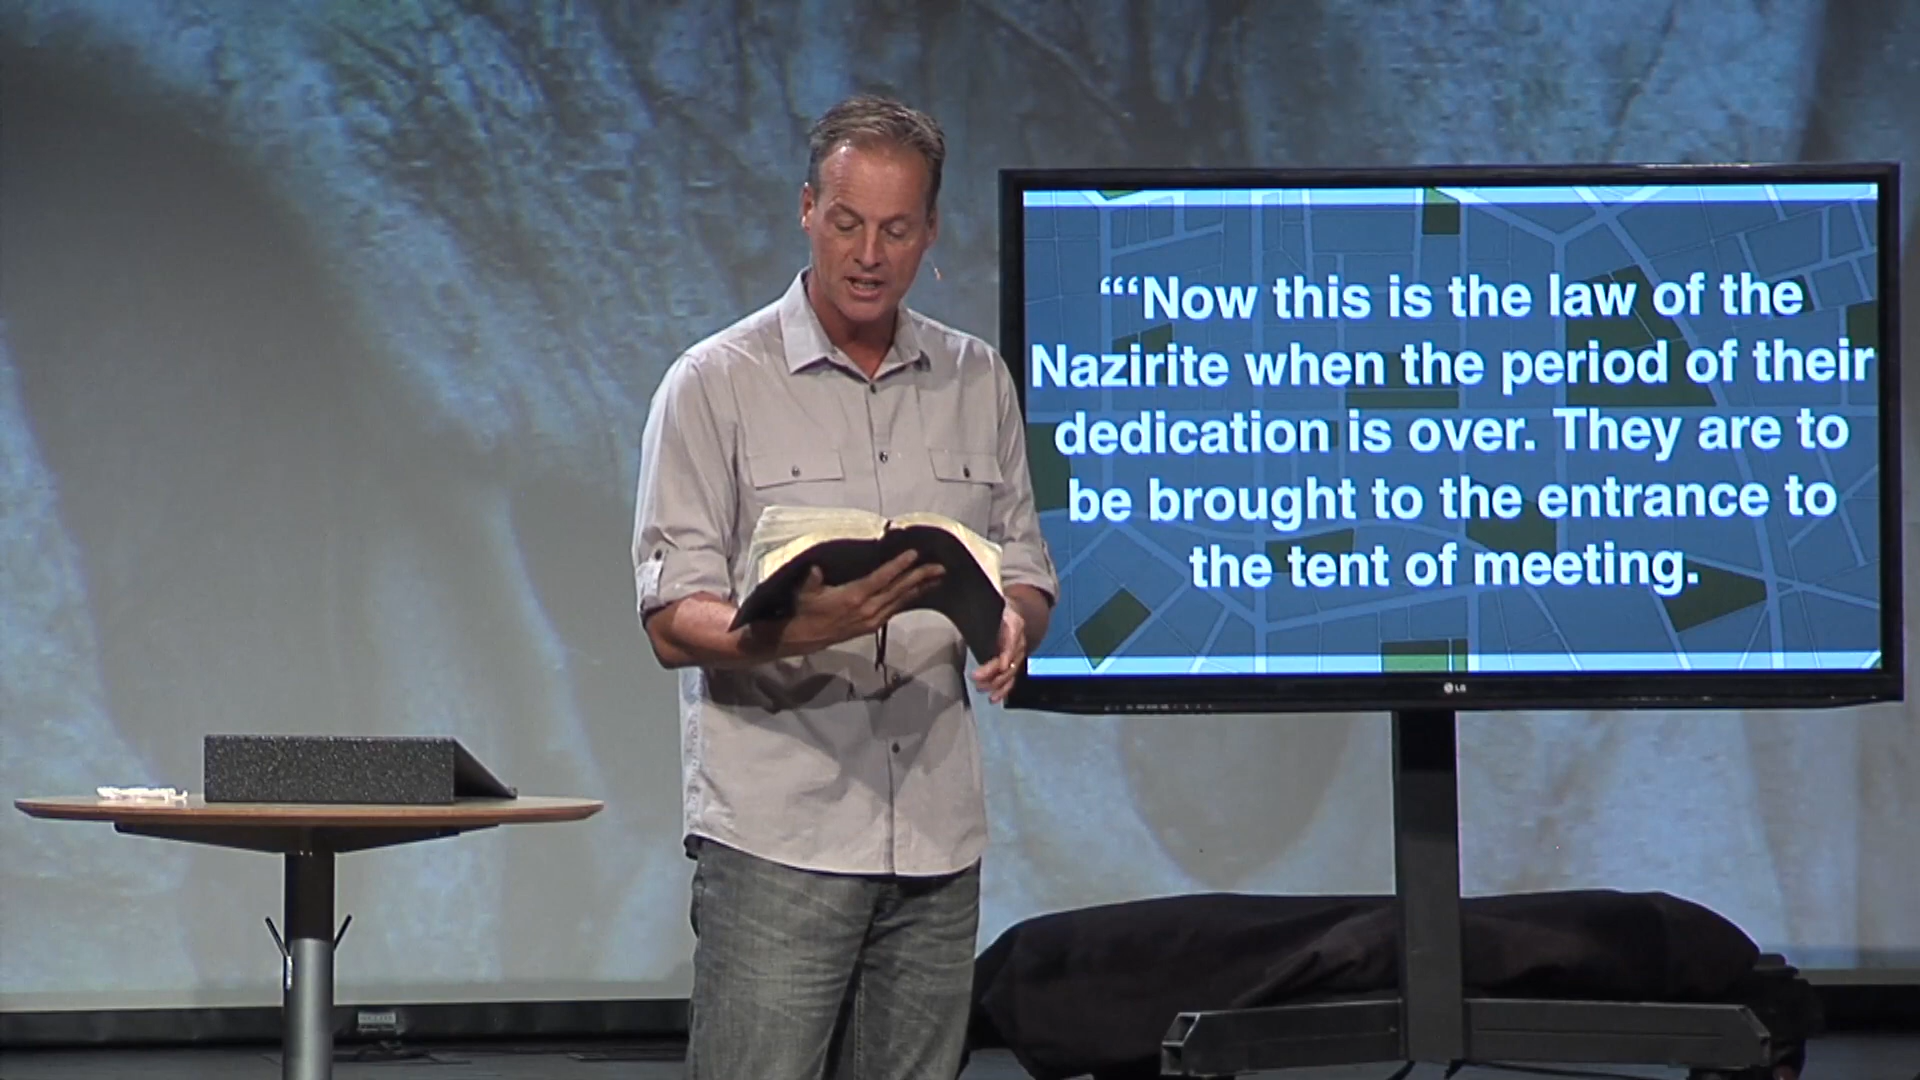 “‘Now this is the law of the
Nazirite when the period of their
dedication is over. They are to
be brought to the entrance to
the tent of meeting.
LG